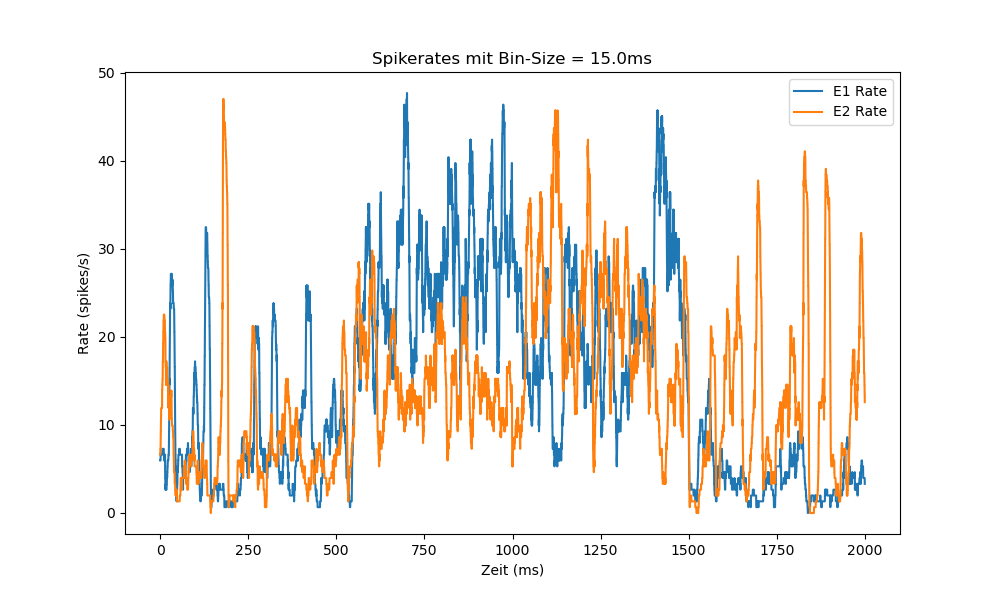 Spikerates mit Bin-Size = 15.0ms
E1 Rate
E2 Rate
Rate (spikes/s)
50
40
30
20
10
0
0 250 500 750 1000 1250 1500 1750 2000
Zeit (ms)